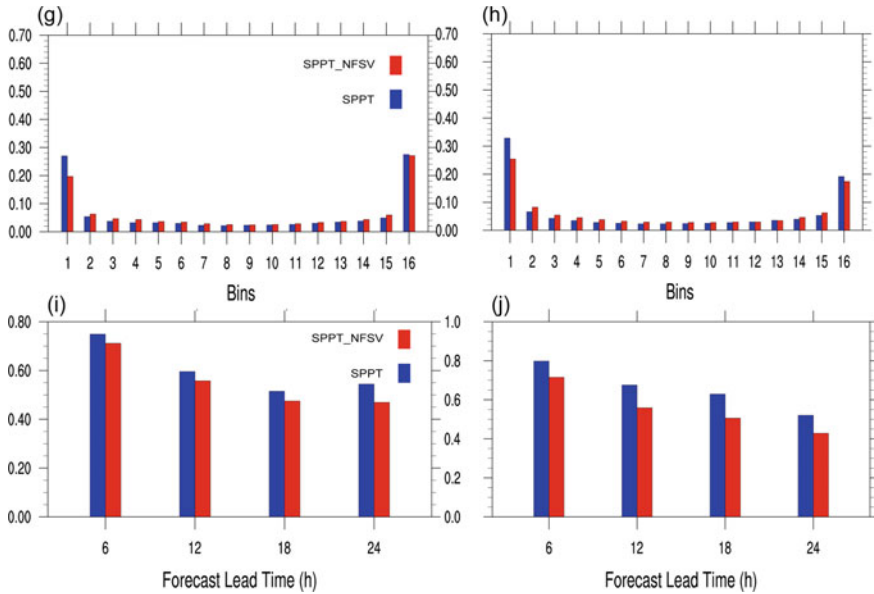 (g)
0.70
0.60
0.50
0.40
0.30
0.20
0.10
0.00
SPPT_NFSV
SPPT
1 2 3 4 5 6 7 8 9 10 11 12 13 14 15 16
Bins
(h)
0.70
0.60
0.50
0.40
0.30
0.20
0.10
0.00
1 2 3 4 5 6 7 8 9 10 11 12 13 14 15 16
Bins
(i)
0.80
0.60
0.40
0.20
0.00
SPPT_NFSV
SPPT
6 12 18 24
Forecast Lead Time (h)
(j)
1.0
0.8
0.6
0.4
0.2
0.0
6 12 18 24
Forecast Lead Time (h)